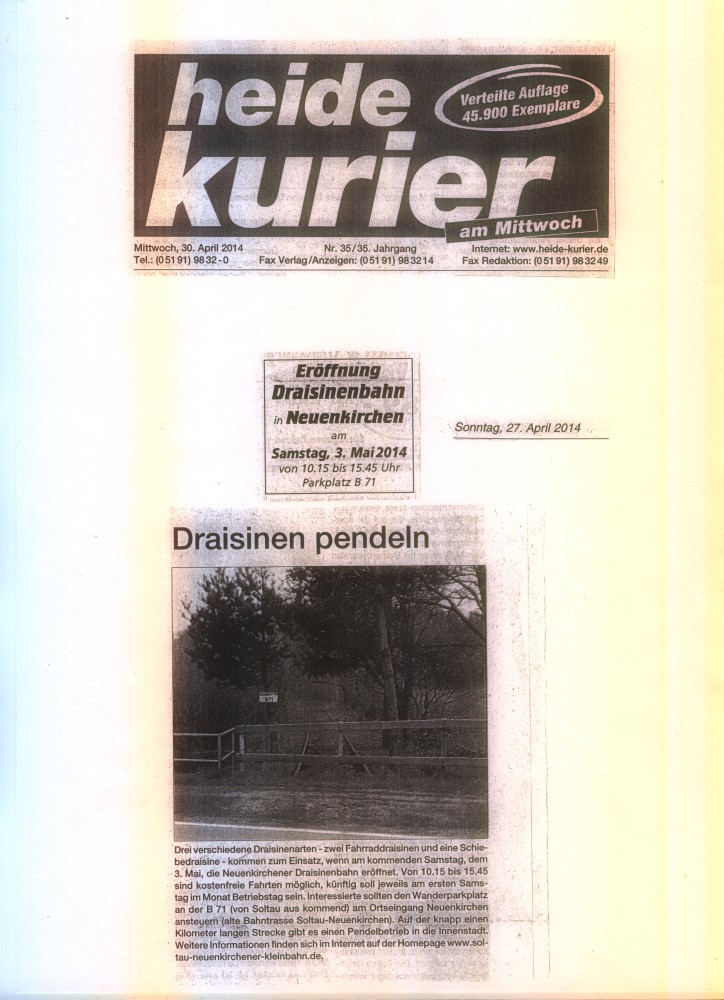 heide
kurier
Verteilte Auflage
45.900 Exemplare
am Mittwoch
Mittwoch, 30. April 2014 Nr. 35/35. Jahrgang Internet: www.heide-kurier.de
Tel.: (05191) 9832-0 Fax Verlag/Anzeigen: (05191) 983214 Fax Redaktion: (05191) 983249
Eröffnung
Draisinenbahn
in Neuenkirchen
am
Samstag, 3. Mai 2014
von 10.15 bis 15.45 Uhr
Parkplatz B 71
Sonntag, 27. April 2014
Draisinen pendeln
Drei verschiedene Draisinenarten - zwei Fahrraddraisinen und eine Schie-
bedraisine - kommen zum Einsatz, wenn am kommenden Samstag, dem
3. Mai, die Neuenkirchener Draisinenbahn eröffnet. Von 10.15 bis 15.45
sind kostenfreie Fahrten möglich, künftig soll jeweils am ersten Sams-
tag im Monat Betriebstag sein. Interessierte sollten den Wanderparkplatz
an der B 71 (von Soltau aus kommend) am Ortseingang Neuenkirchen
ansteuern (alte Bahntrasse Soltau-Neuenkirchen). Auf der knapp einen
Kilometer langen Strecke gibt es einen Pendelbetrieb in die Innenstadt.
Weitere Informationen finden sich im Internet auf der Homepage www.sol-
tau-neuenkirchener-kleinbahn.de.